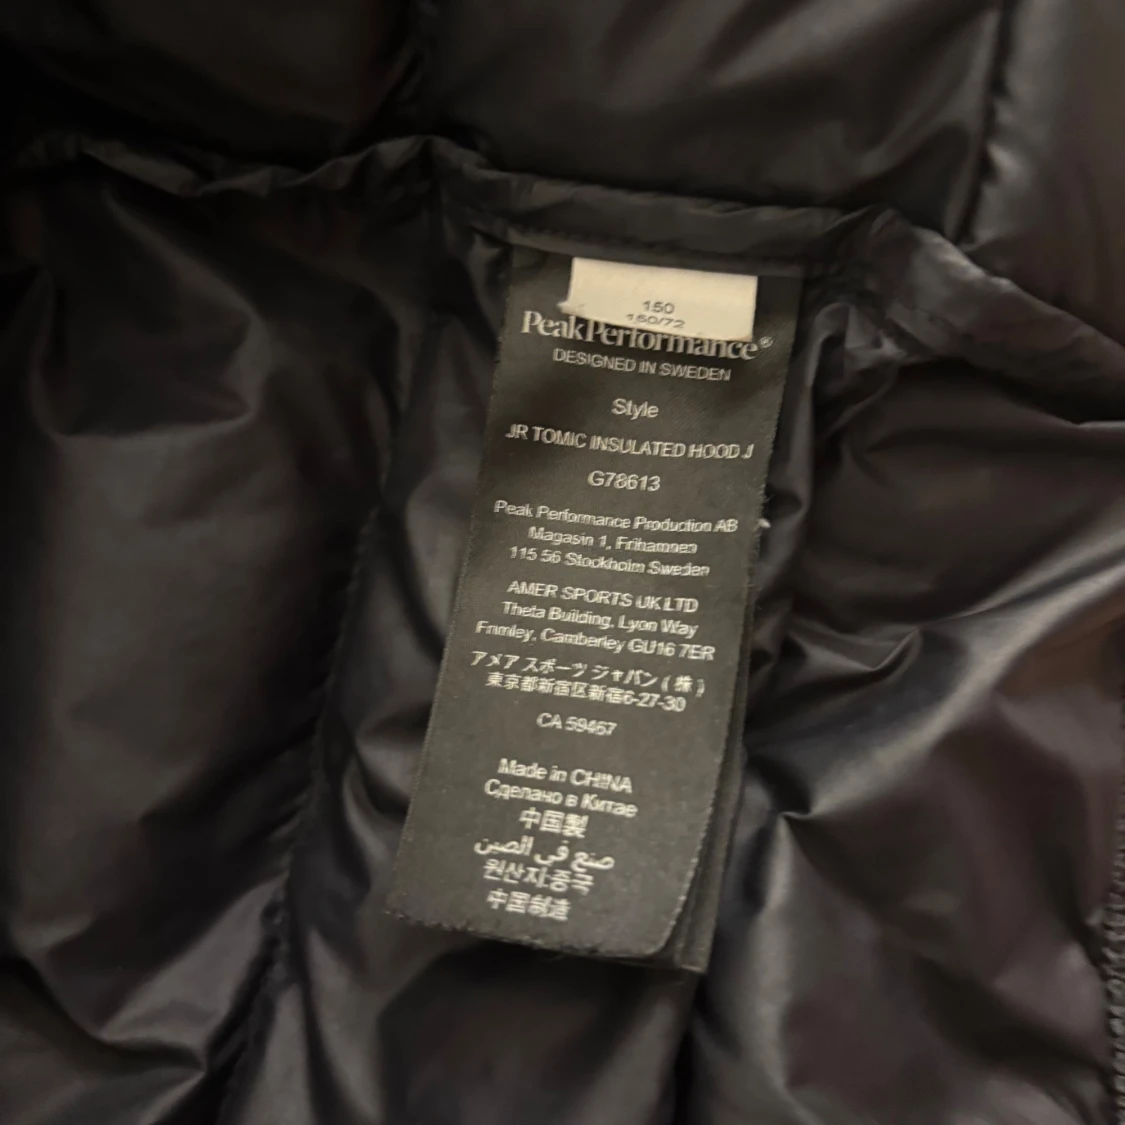 150
150/72
PeakPerformance®
DESIGNED IN SWEDEN
Style
JR TOMIC INSULATED HOOD J
G78613
Peak Performance Production AB
Magasin 1, Frihamnen
115 56 Stockholm Sweden
AMER SPORTS UK LTD
Theta Building, Lyon Way
Frimley, Camberley GU16 7ER
アメア スポーツ ジャパン ( 株 )
東京都新宿区新宿6-27-30
CA 59467
Made in CHINA
Сделано в Китае
中国製
صنع في الصين
원산지:중국
中国制造